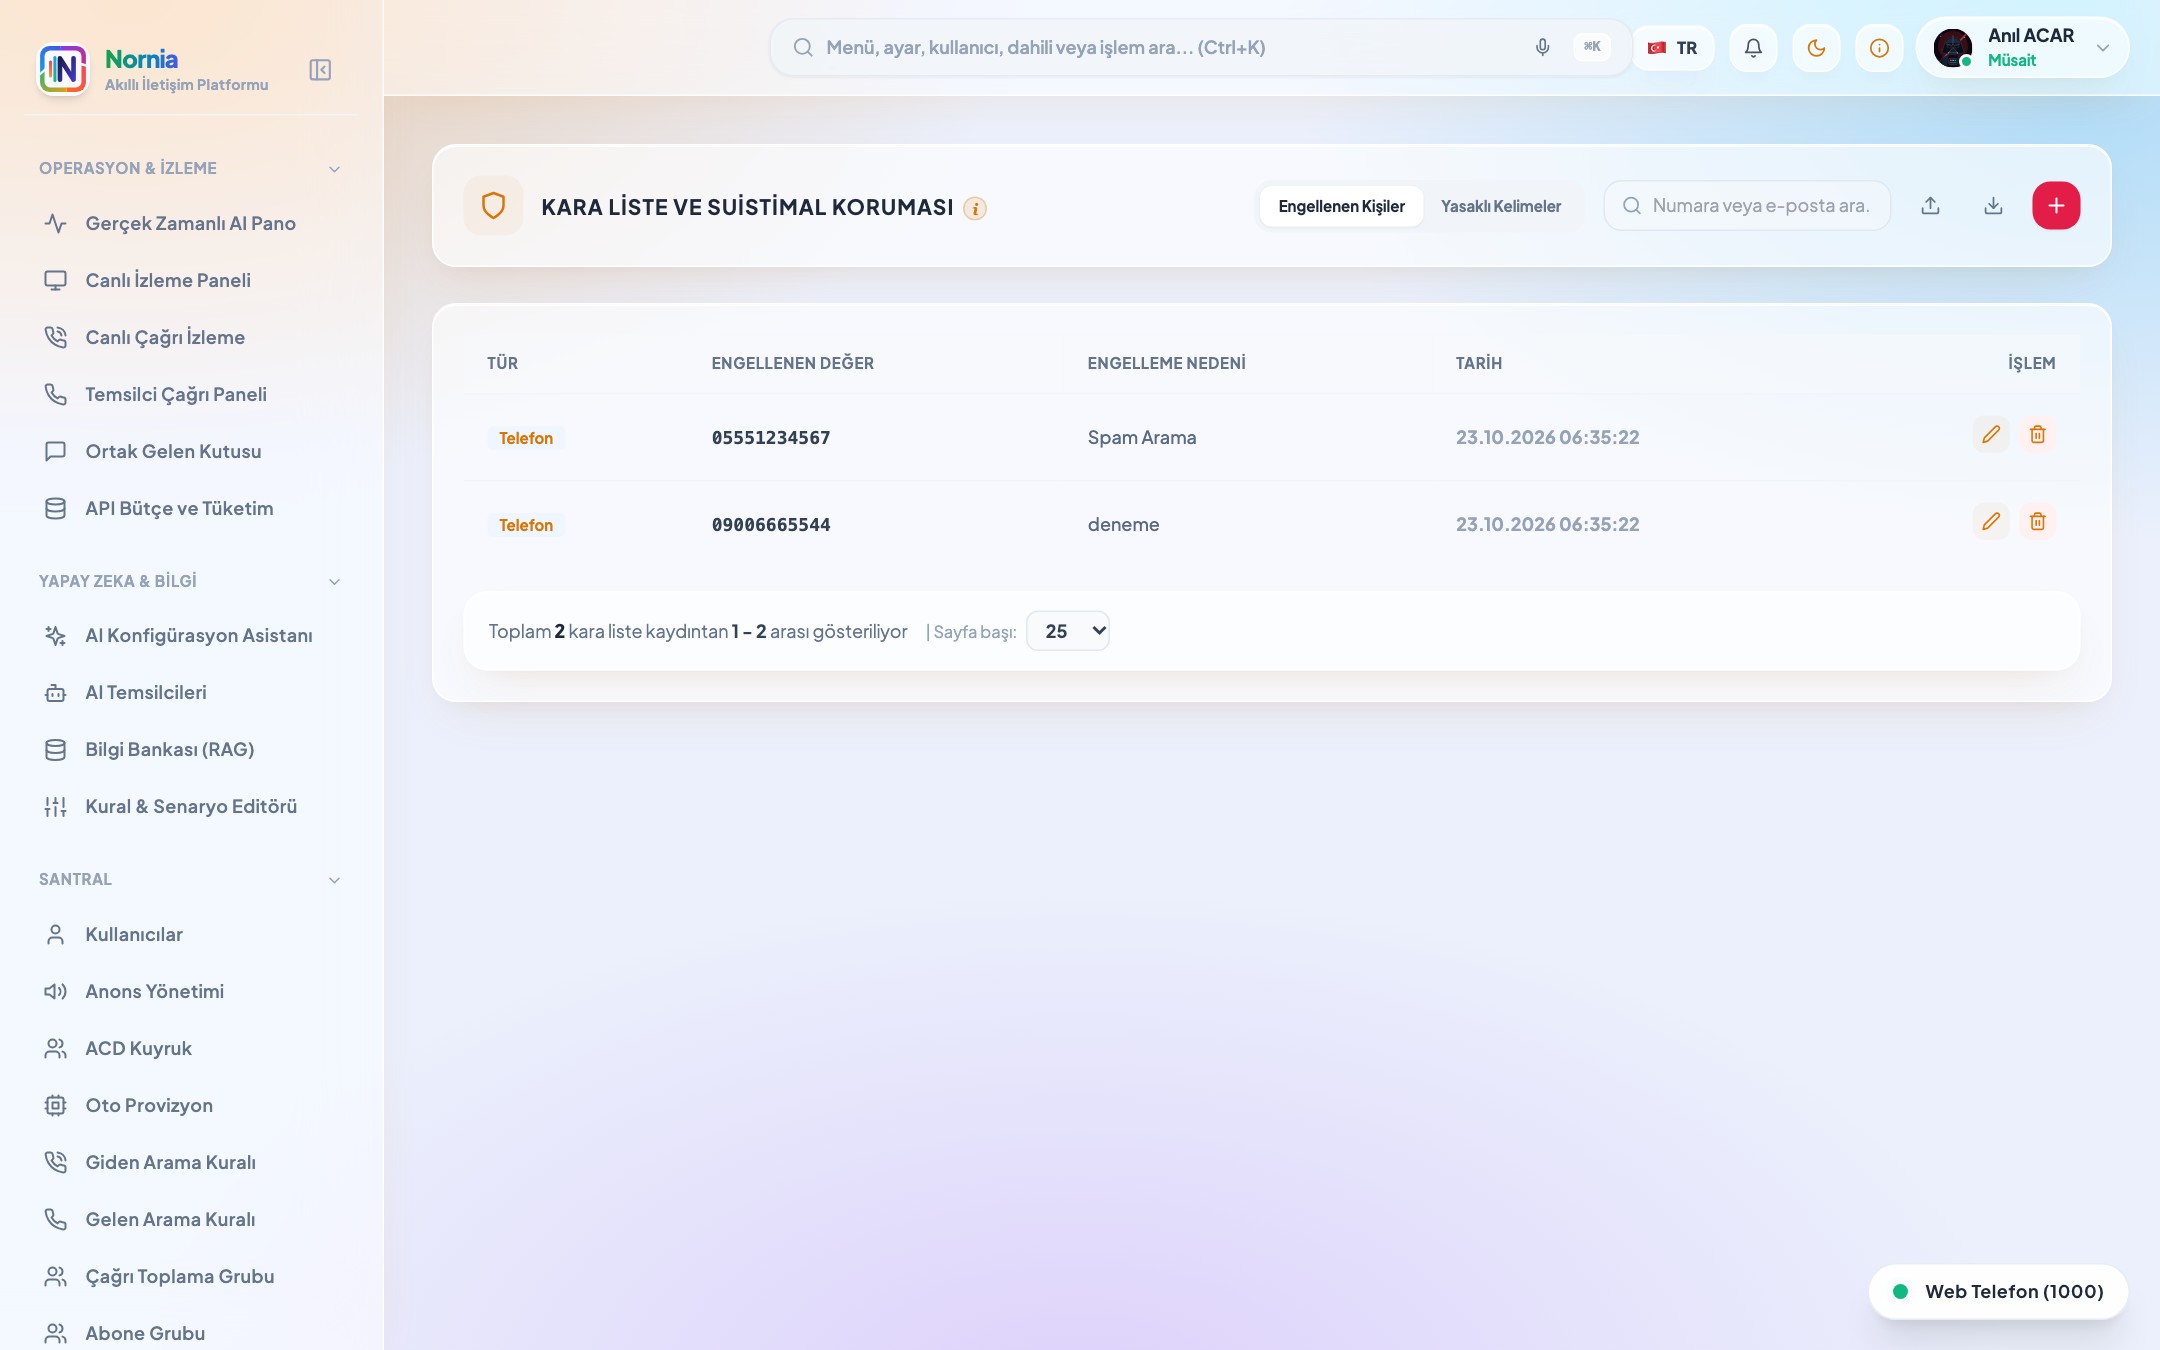 Nornia
Akıllı İletişim Platformu
Menü, ayar, kullanıcı, dahili veya işlem ara... (Ctrl+K)
⌘K
TR
Anıl ACAR
Müsait
OPERASYON & İZLEME
Gerçek Zamanlı AI Pano
Canlı İzleme Paneli
Canlı Çağrı İzleme
Temsilci Çağrı Paneli
Ortak Gelen Kutusu
API Bütçe ve Tüketim
YAPAY ZEKA & BİLGİ
AI Konfigürasyon Asistanı
AI Temsilcileri
Bilgi Bankası (RAG)
Kural & Senaryo Editörü
SANTRAL
Kullanıcılar
Anons Yönetimi
ACD Kuyruk
Oto Provizyon
Giden Arama Kuralı
Gelen Arama Kuralı
Çağrı Toplama Grubu
Abone Grubu
KARA LİSTE VE SUİSTİMAL KORUMASI
Engellenen Kişiler
Yasaklı Kelimeler
Numara veya e-posta ara.
TÜR ENGELLENEN DEĞER ENGELLEME NEDENİ TARİH İŞLEM
Telefon 05551234567 Spam Arama 23.10.2026 06:35:22
Telefon 09006665544 deneme 23.10.2026 06:35:22
Toplam 2 kara liste kaydıntan 1 - 2 arası gösteriliyor | Sayfa başı: 25
Web Telefon (1000)